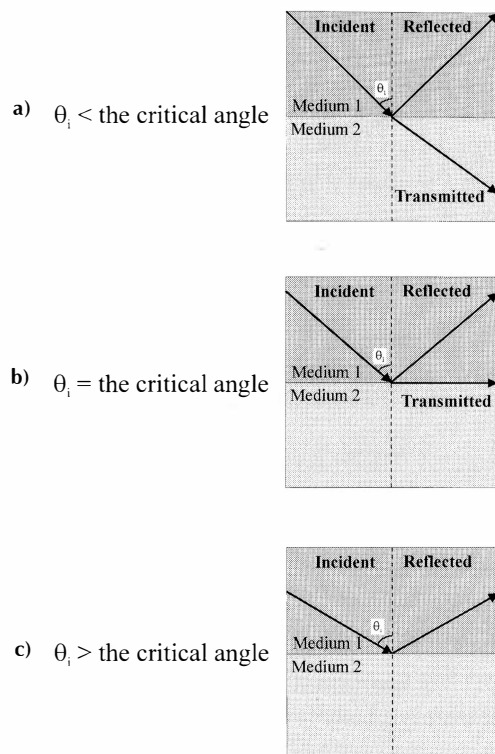 Incident Reflected
θi
a) θi < the critical angle
Medium 1
Medium 2
Transmitted
Incident Reflected
θi
b) θi = the critical angle
Medium 1
Medium 2
Transmitted
Incident Reflected
θi
c) θi > the critical angle
Medium 1
Medium 2